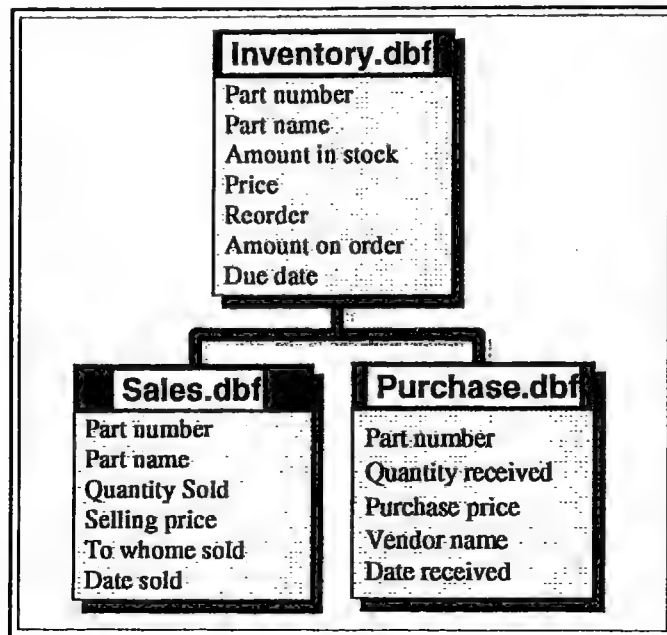 Inventory.dbf
Part number
Part name
Amount in stock
Price
Reorder
Amount on order
Due date
Sales.dbf
Part number
Part name
Quantity Sold
Selling price
To whome sold
Date sold
Purchase.dbf
Part number
Quantity received
Purchase price
Vendor name
Date received